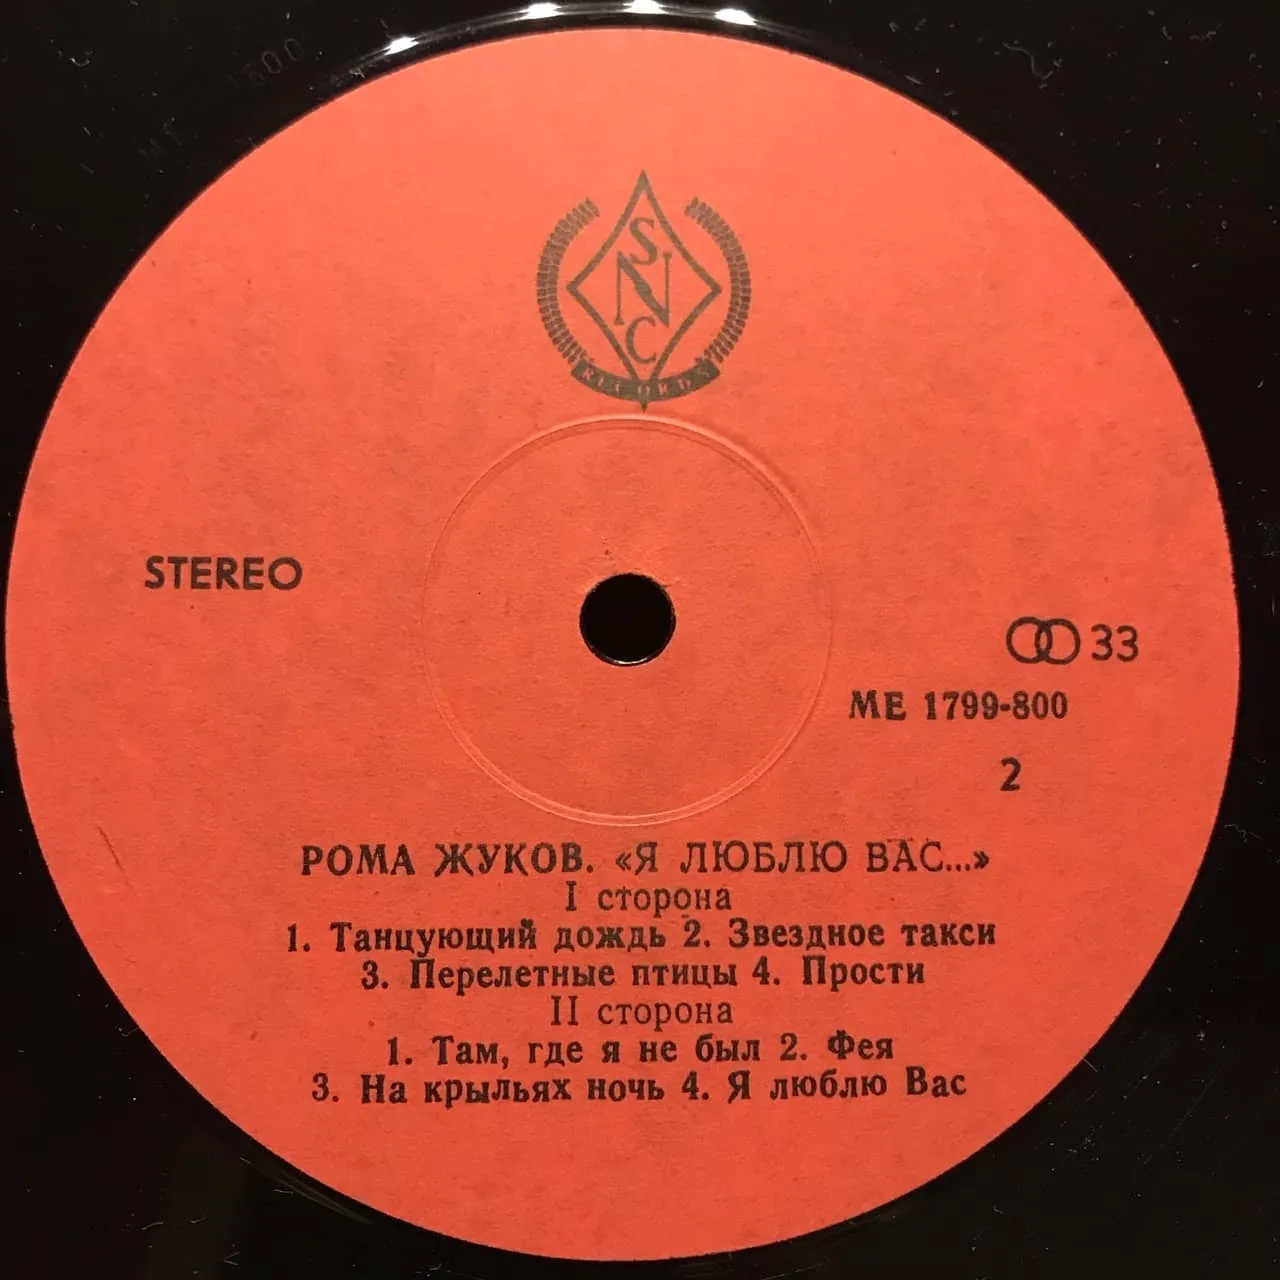 S
N
C
RECORDS
STEREO
33
МЕ 1799-800
2
РОМА ЖУКОВ. «Я ЛЮБЛЮ ВАС...»
I сторона
1. Танцующий дождь 2. Звездное такси
3. Перелетные птицы 4. Прости
II сторона
1. Там, где я не был 2. Фея
3. На крыльях ночь 4. Я люблю Вас